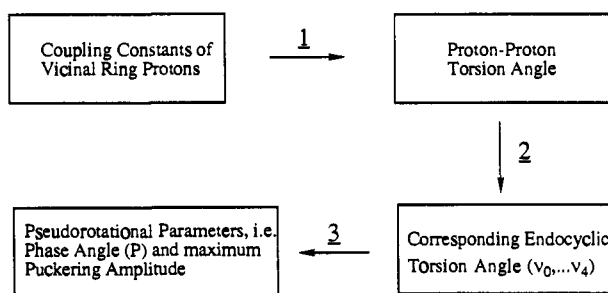 Coupling Constants of
Vicinal Ring Protons
1
Proton-Proton
Torsion Angle
2
Corresponding Endocyclic
Torsion Angle (ν₀,...ν₄)
3
Pseudorotational Parameters, i.e.
Phase Angle (P) and maximum
Puckering Amplitude